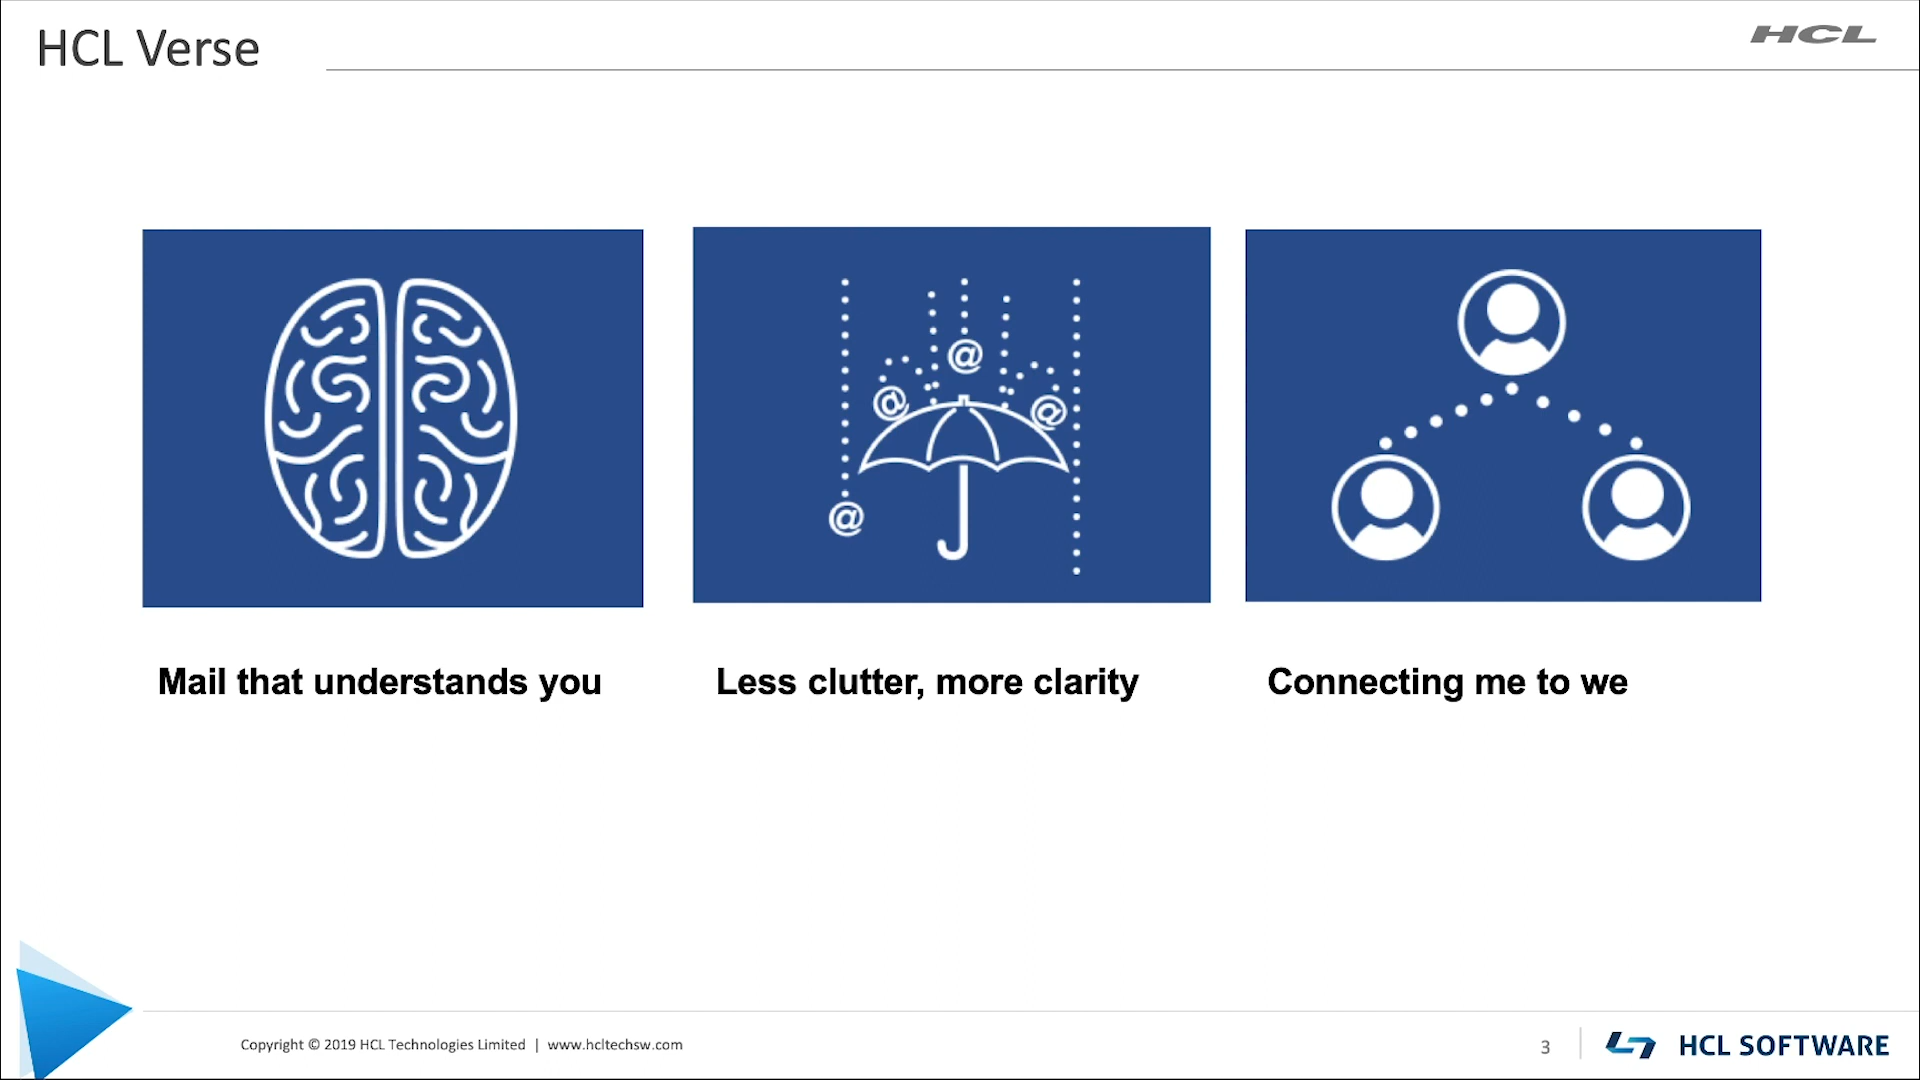 HCL Verse
HCL
@
@
@
@
Mail that understands you
Less clutter, more clarity
Connecting me to we
Copyright © 2019 HCL Technologies Limited | www.hcltechsw.com
3
HCL SOFTWARE